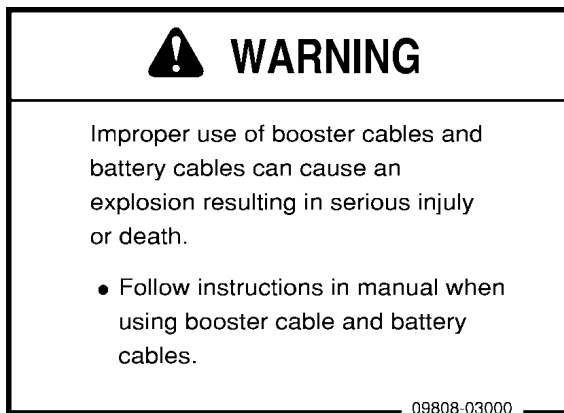 WARNING
Improper use of booster cables and
battery cables can cause an
explosion resulting in serious injuly
or death.
● Follow instructions in manual when
using booster cable and battery
cables.
09808-03000